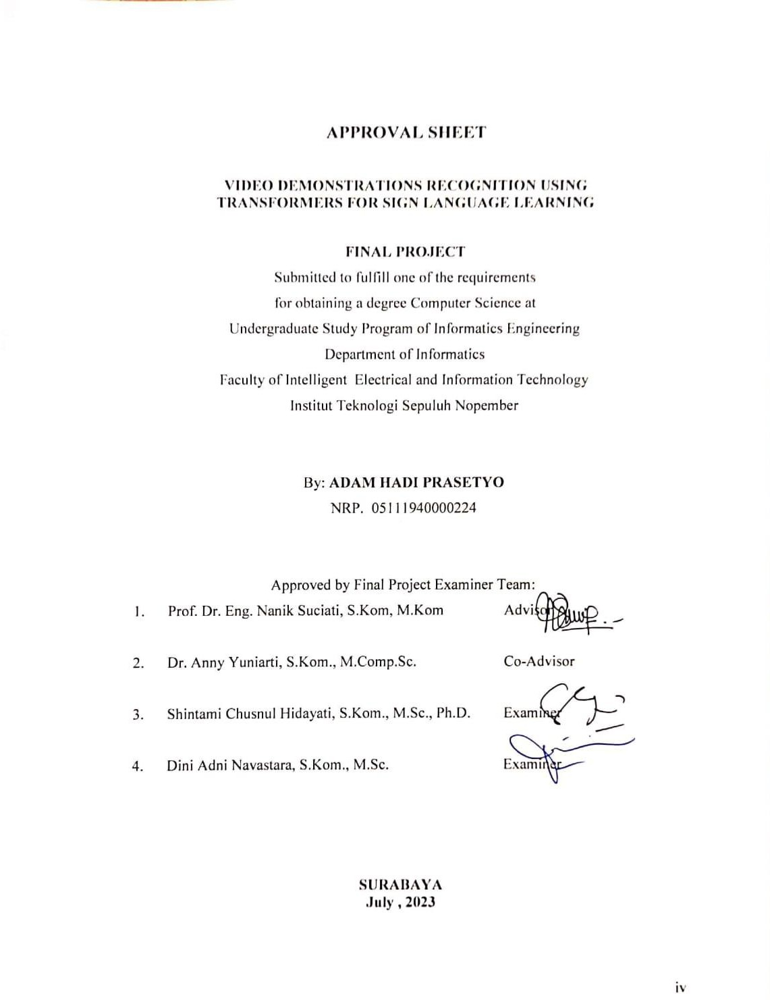 APPROVAL SHEET
VIDEO DEMONSTRATIONS RECOGNITION USING
TRANSFORMERS FOR SIGN LANGUAGE LEARNING
FINAL PROJECT
Submitted to fulfill one of the requirements
for obtaining a degree Computer Science at
Undergraduate Study Program of Informatics Engineering
Department of Informatics
Faculty of Intelligent Electrical and Information Technology
Institut Teknologi Sepuluh Nopember
By: ADAM HADI PRASETYO
NRP. 05111940000224
Approved by Final Project Examiner Team:
1. Prof. Dr. Eng. Nanik Suciati, S.Kom, M.Kom Advisor
2. Dr. Anny Yuniarti, S.Kom., M.Comp.Sc. Co-Advisor
3. Shintami Chusnul Hidayati, S.Kom., M.Sc., Ph.D. Examiner
4. Dini Adni Navastara, S.Kom., M.Sc. Examiner
SURABAYA
July , 2023
iv